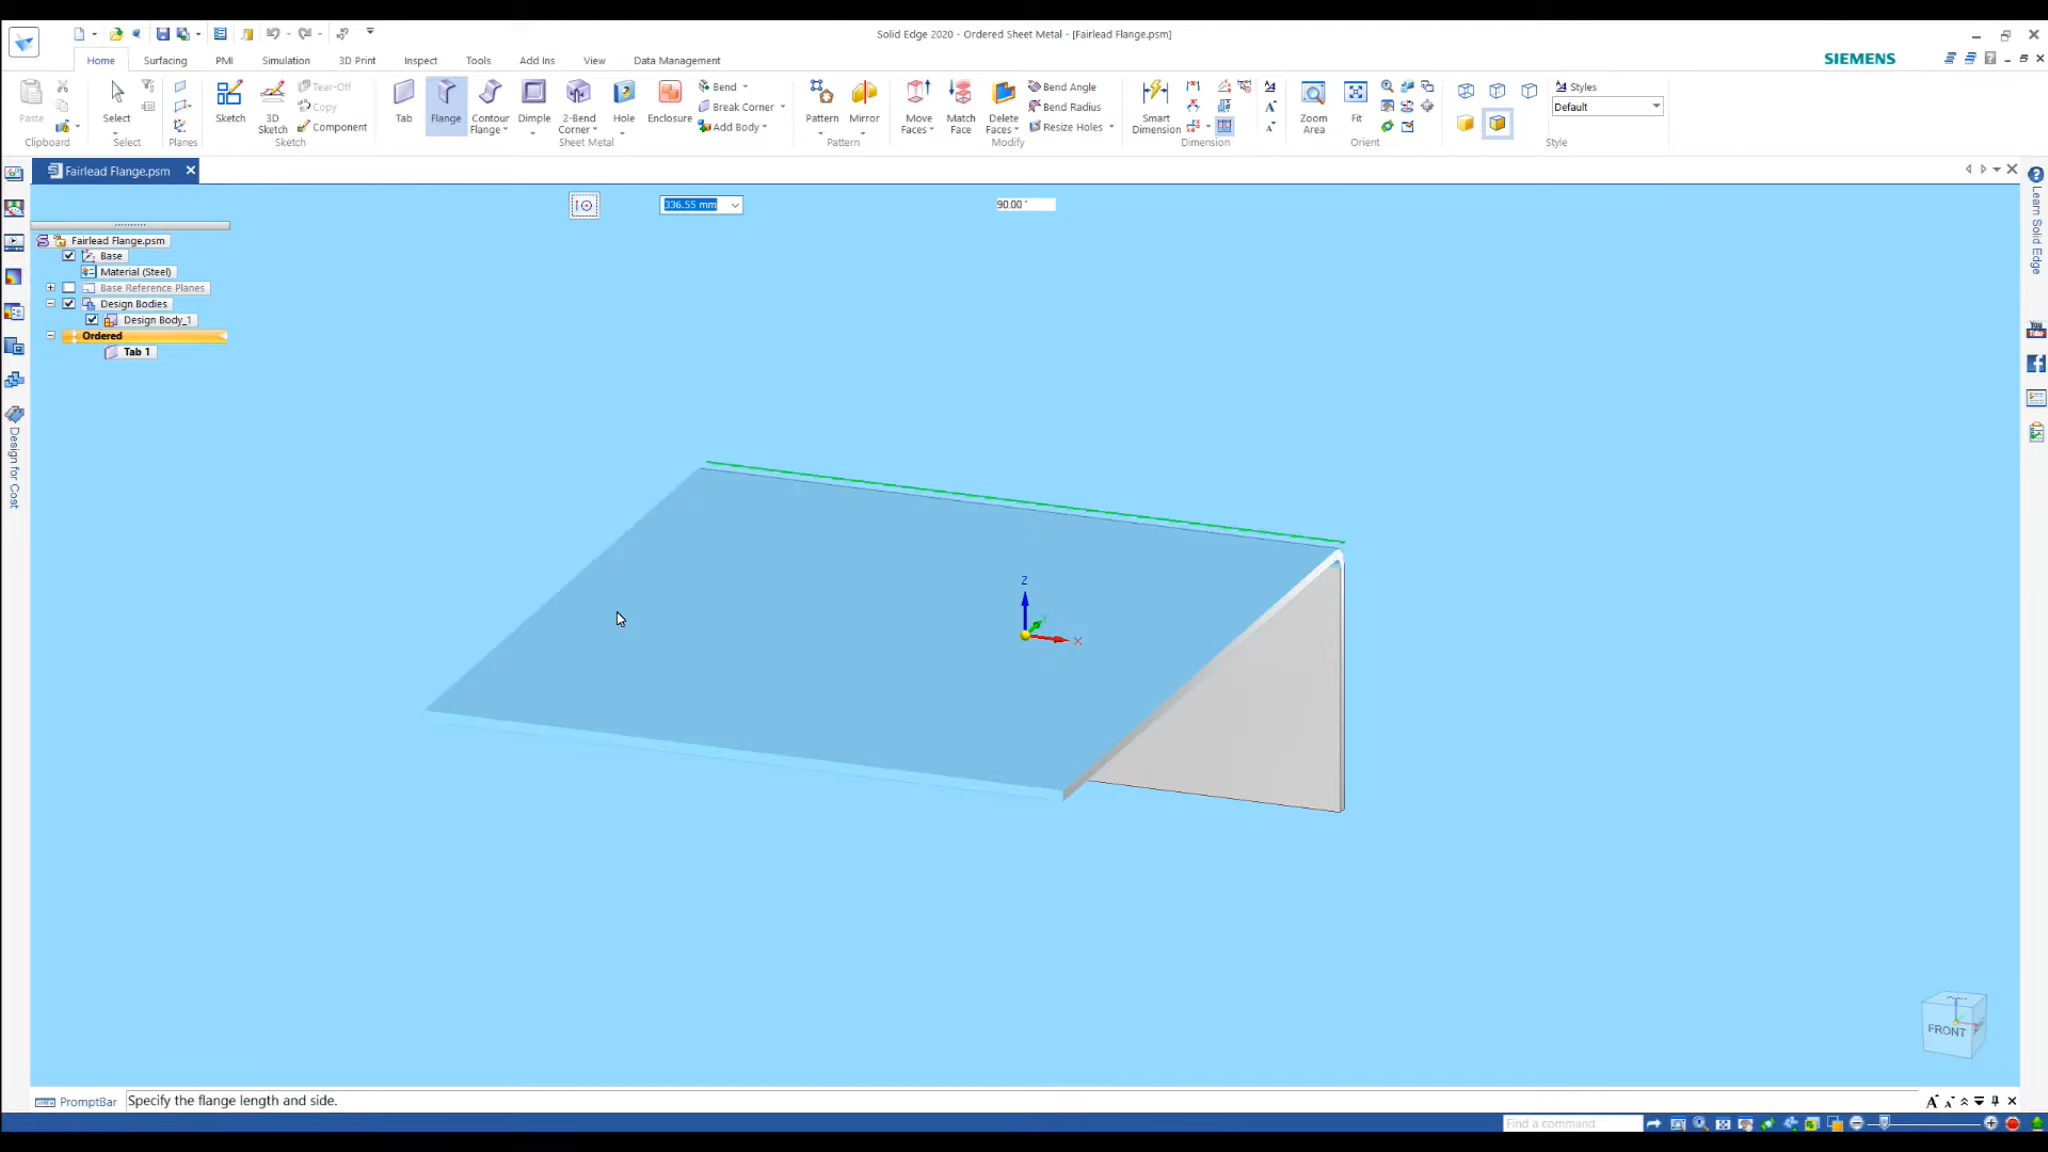 Solid Edge 2020 - Ordered Sheet Metal - [Fairlead Flange.psm]
Home Surfacing PMI Simulation 3D Print Inspect Tools Add Ins View Data Management
SIEMENS
Paste
Clipboard
Select
Select
Planes
Sketch
3D Sketch
Tear-Off
Copy
Component
Sketch
Tab
Flange
Contour Flange
Dimple
2-Bend Corner
Hole
Enclosure
Bend
Break Corner
Add Body
Sheet Metal
Pattern
Mirror
Pattern
Move Faces
Match Face
Delete Faces
Bend Angle
Bend Radius
Resize Holes
Modify
Smart Dimension
Dimension
Zoom Area
Fit
Orient
Styles
Default
Style
Fairlead Flange.psm
336.55 mm
90.00 °
Fairlead Flange.psm
Base
Material (Steel)
Base Reference Planes
Design Bodies
Design Body_1
Ordered
Tab 1
Design for Cost
Learn Solid Edge
You
Z
X
FRONT
PromptBar
Specify the flange length and side.
Find a command